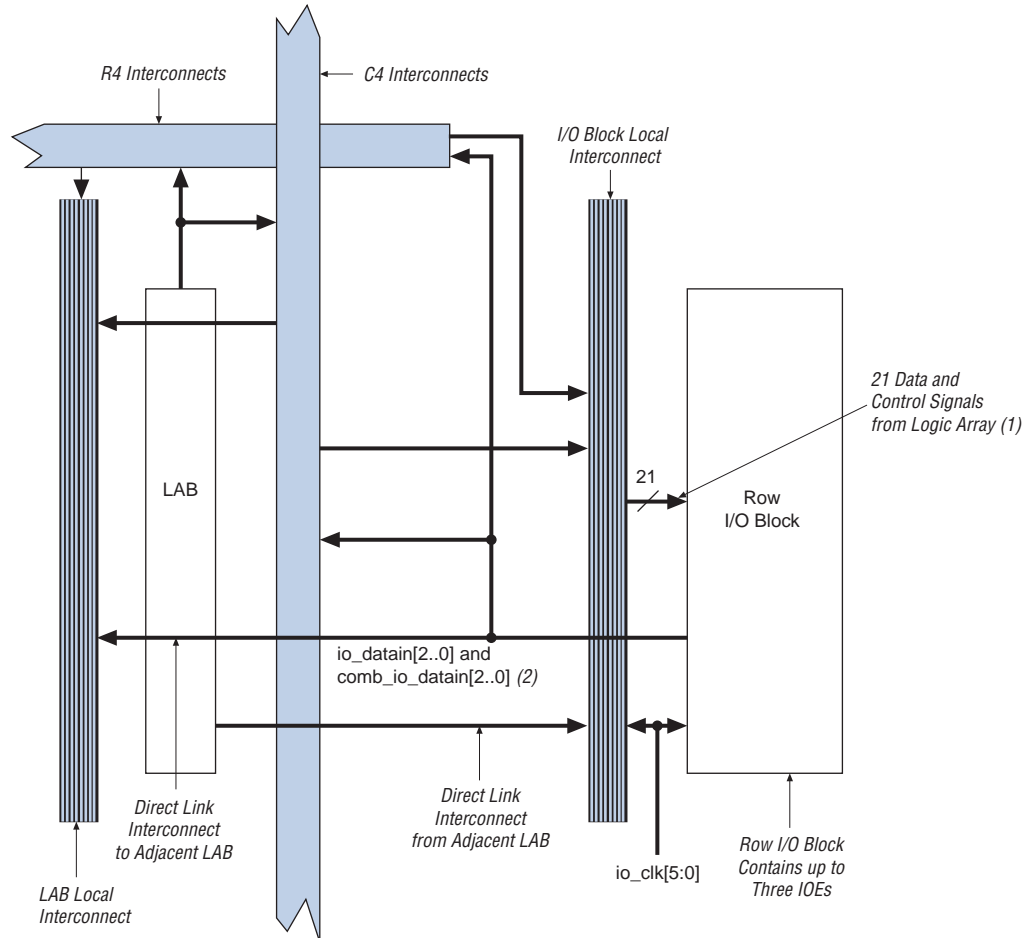 R4 Interconnects
C4 Interconnects
I/O Block Local
Interconnect
21 Data and
Control Signals
from Logic Array (1)
21
LAB
Row
I/O Block
io_datain[2..0] and
comb_io_datain[2..0] (2)
Direct Link
Interconnect
to Adjacent LAB
Direct Link
Interconnect
from Adjacent LAB
Row I/O Block
Contains up to
Three IOEs
io_clk[5:0]
LAB Local
Interconnect